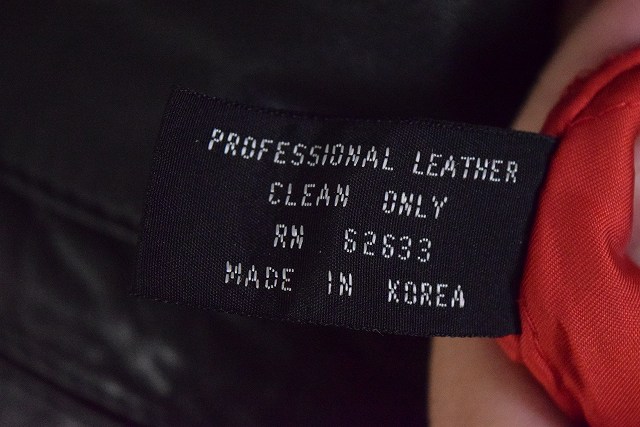 PROFESSIONAL LEATHER
CLEAN ONLY
RN 62633
MADE IN KOREA